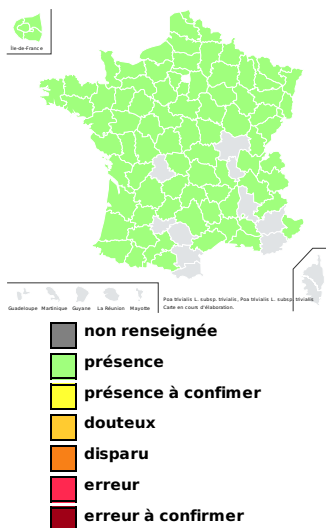 Île-de-France
Guadeloupe Martinique Guyane La Réunion Mayotte
Poa trivialis L. subsp. trivialis, Poa trivialis L. subsp. trivialis
Carte en cours d'élaboration.
non renseignée
présence
présence à confimer
douteux
disparu
erreur
erreur à confirmer